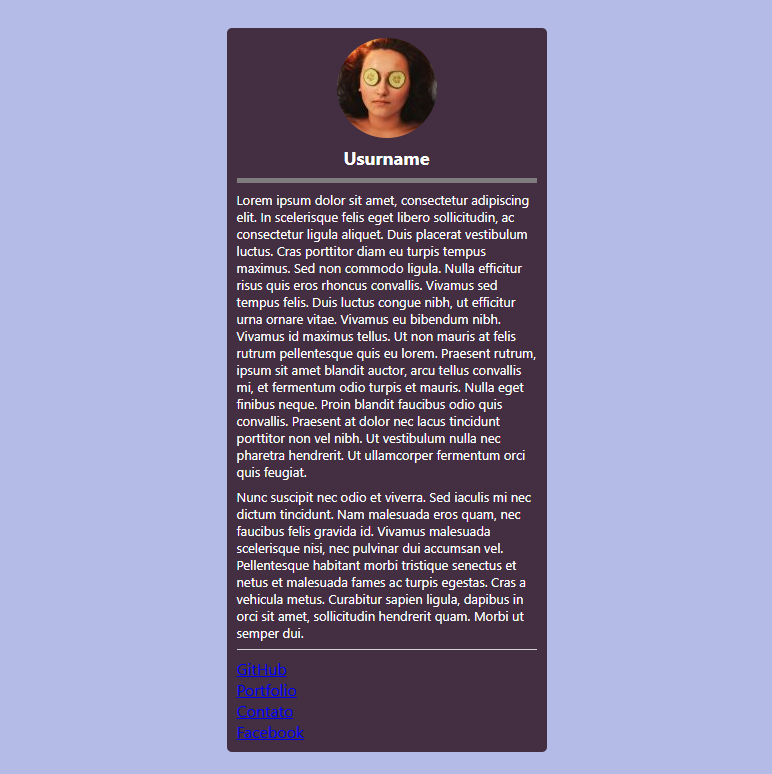 Usurname
Lorem ipsum dolor sit amet, consectetur adipiscing
elit. In scelerisque felis eget libero sollicitudin, ac
consectetur ligula aliquet. Duis placerat vestibulum
luctus. Cras porttitor diam eu turpis tempus
maximus. Sed non commodo ligula. Nulla efficitur
risus quis eros rhoncus convallis. Vivamus sed
tempus felis. Duis luctus congue nibh, ut efficitur
urna ornare vitae. Vivamus eu bibendum nibh.
Vivamus id maximus tellus. Ut non mauris at felis
rutrum pellentesque quis eu lorem. Praesent rutrum,
ipsum sit amet blandit auctor, arcu tellus convallis
mi, et fermentum odio turpis et mauris. Nulla eget
finibus neque. Proin blandit faucibus odio quis
convallis. Praesent at dolor nec lacus tincidunt
porttitor non vel nibh. Ut vestibulum nulla nec
pharetra hendrerit. Ut ullamcorper fermentum orci
quis feugiat.
Nunc suscipit nec odio et viverra. Sed iaculis mi nec
dictum tincidunt. Nam malesuada eros quam, nec
faucibus felis gravida id. Vivamus malesuada
scelerisque nisi, nec pulvinar dui accumsan vel.
Pellentesque habitant morbi tristique senectus et
netus et malesuada fames ac turpis egestas. Cras a
vehicula metus. Curabitur sapien ligula, dapibus in
orci sit amet, sollicitudin hendrerit quam. Morbi ut
semper dui.
GitHub
Portfolio
Contato
Facebook